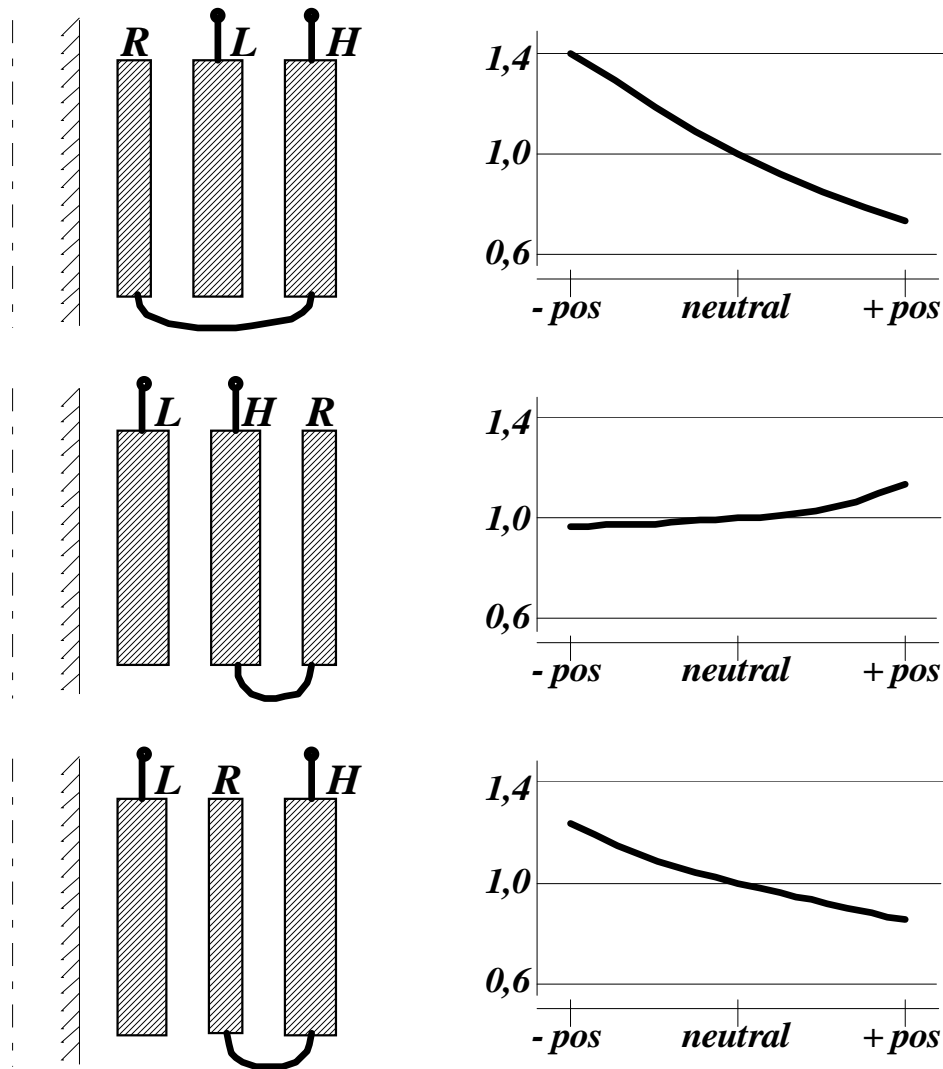 R L H
1,4
1,0
0,6
- pos neutral + pos
L H R
1,4
1,0
0,6
- pos neutral + pos
L R H
1,4
1,0
0,6
- pos neutral + pos